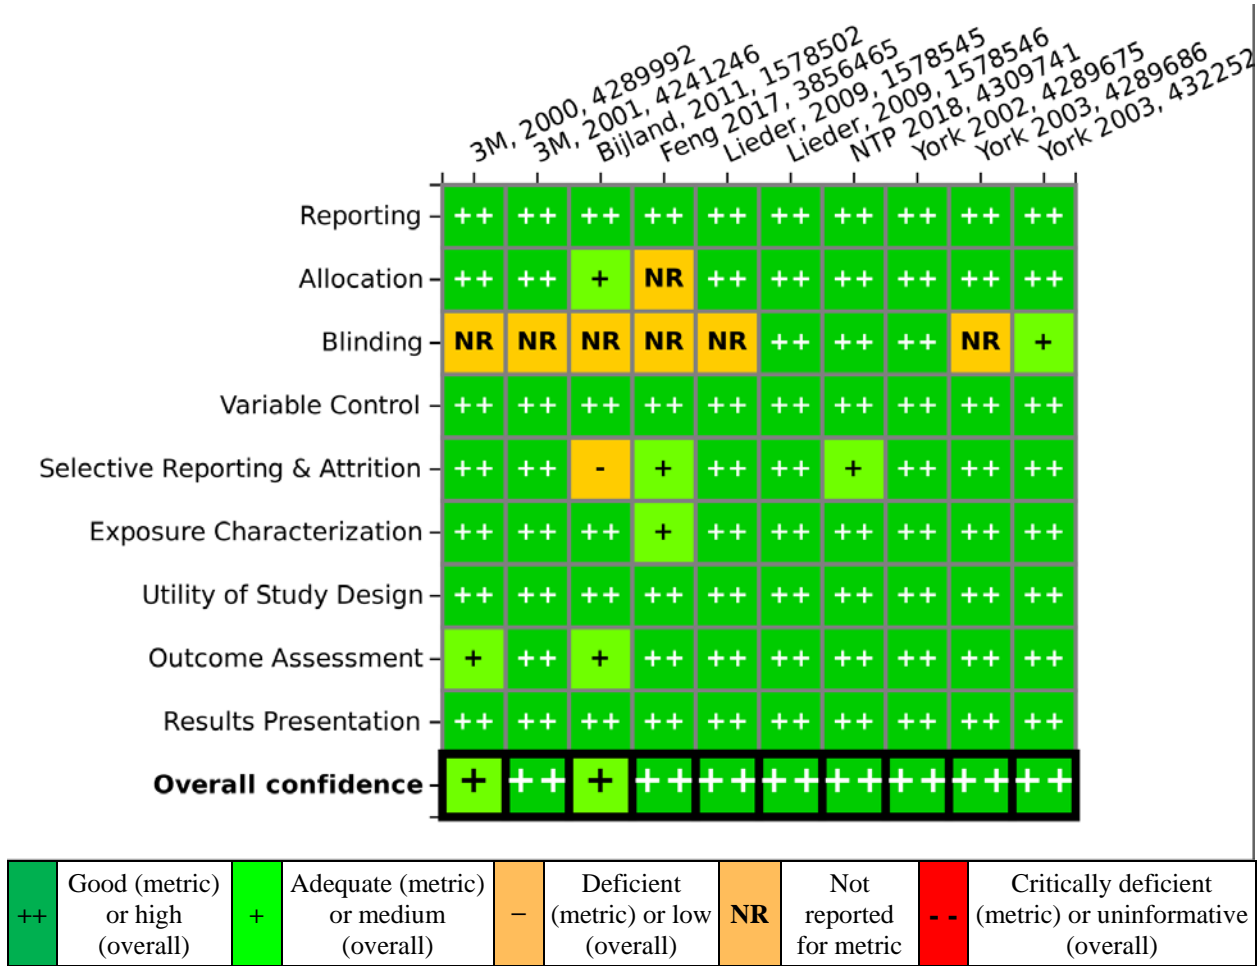 3M, 2000, 4289992
3M, 2001, 4241246
Bijland, 2011, 1578502
Feng 2017, 3856465
Lieder, 2009, 1578545
Lieder, 2009, 1578546
NTP 2018, 4309741
York 2002, 4289675
York 2003, 4289686
York 2003, 432252
Reporting ++ ++ ++ ++ ++ ++ ++ ++ ++ ++
Allocation ++ ++ + NR ++ ++ ++ ++ ++ ++
Blinding NR NR NR NR NR ++ ++ ++ NR +
Variable Control ++ ++ ++ ++ ++ ++ ++ ++ ++ ++
Selective Reporting & Attrition ++ ++ - + ++ ++ + ++ ++ ++
Exposure Characterization ++ ++ ++ + ++ ++ ++ ++ ++ ++
Utility of Study Design ++ ++ ++ ++ ++ ++ ++ ++ ++ ++
Outcome Assessment + ++ + ++ ++ ++ ++ ++ ++ ++
Results Presentation ++ ++ ++ ++ ++ ++ ++ ++ ++ ++
Overall confidence + ++ + ++ ++ ++ ++ ++ ++ ++
++
Good (metric)
or high
(overall)
+
Adequate (metric)
or medium
(overall)
−
Deficient
(metric) or low
(overall)
NR
Not
reported
for metric
- -
Critically deficient
(metric) or uninformative
(overall)